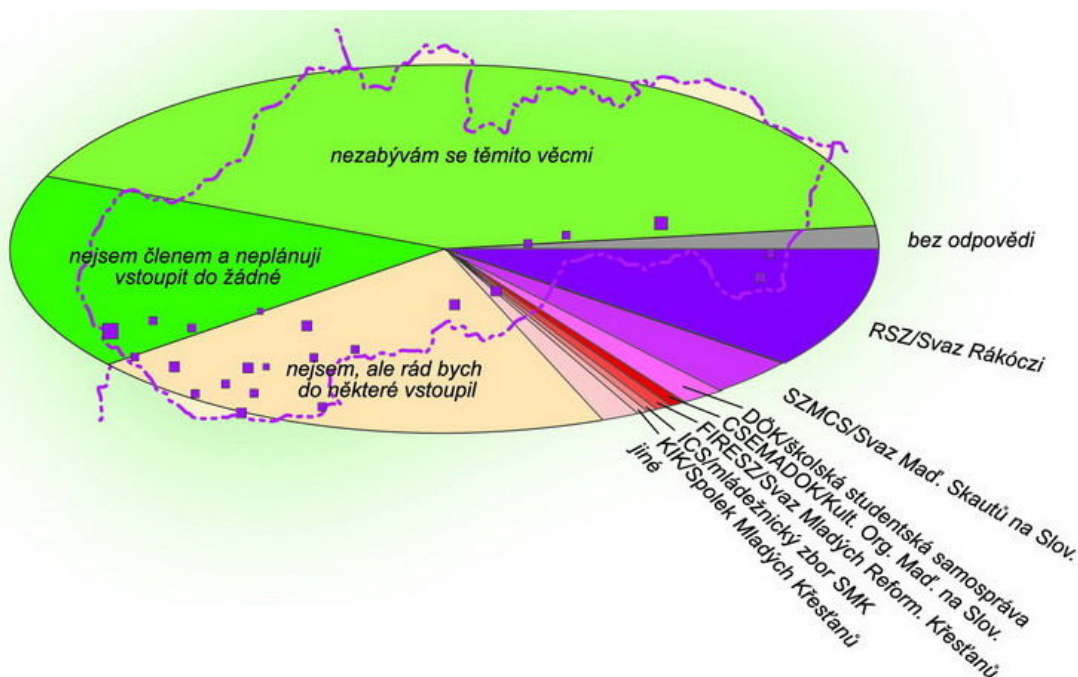 nezabývám se těmito věcmi
bez odpovědi
nejsem členem a neplánuji
vstoupit do žádné
RSZ/Svaz Rákóczi
nejsem, ale rád bych
do některé vstoupil
SZMCS/Svaz Maď. Skautů na Slov.
DÖK/školská studentská samospráva
CSEMADOK/Kult. Org. Maď. na Slov.
FIRESZ/Svaz Mladých Reform. Křesťanů
ICS/mládežnický zbor SMK
KIK/Spolek Mladých Křesťanů
jiné